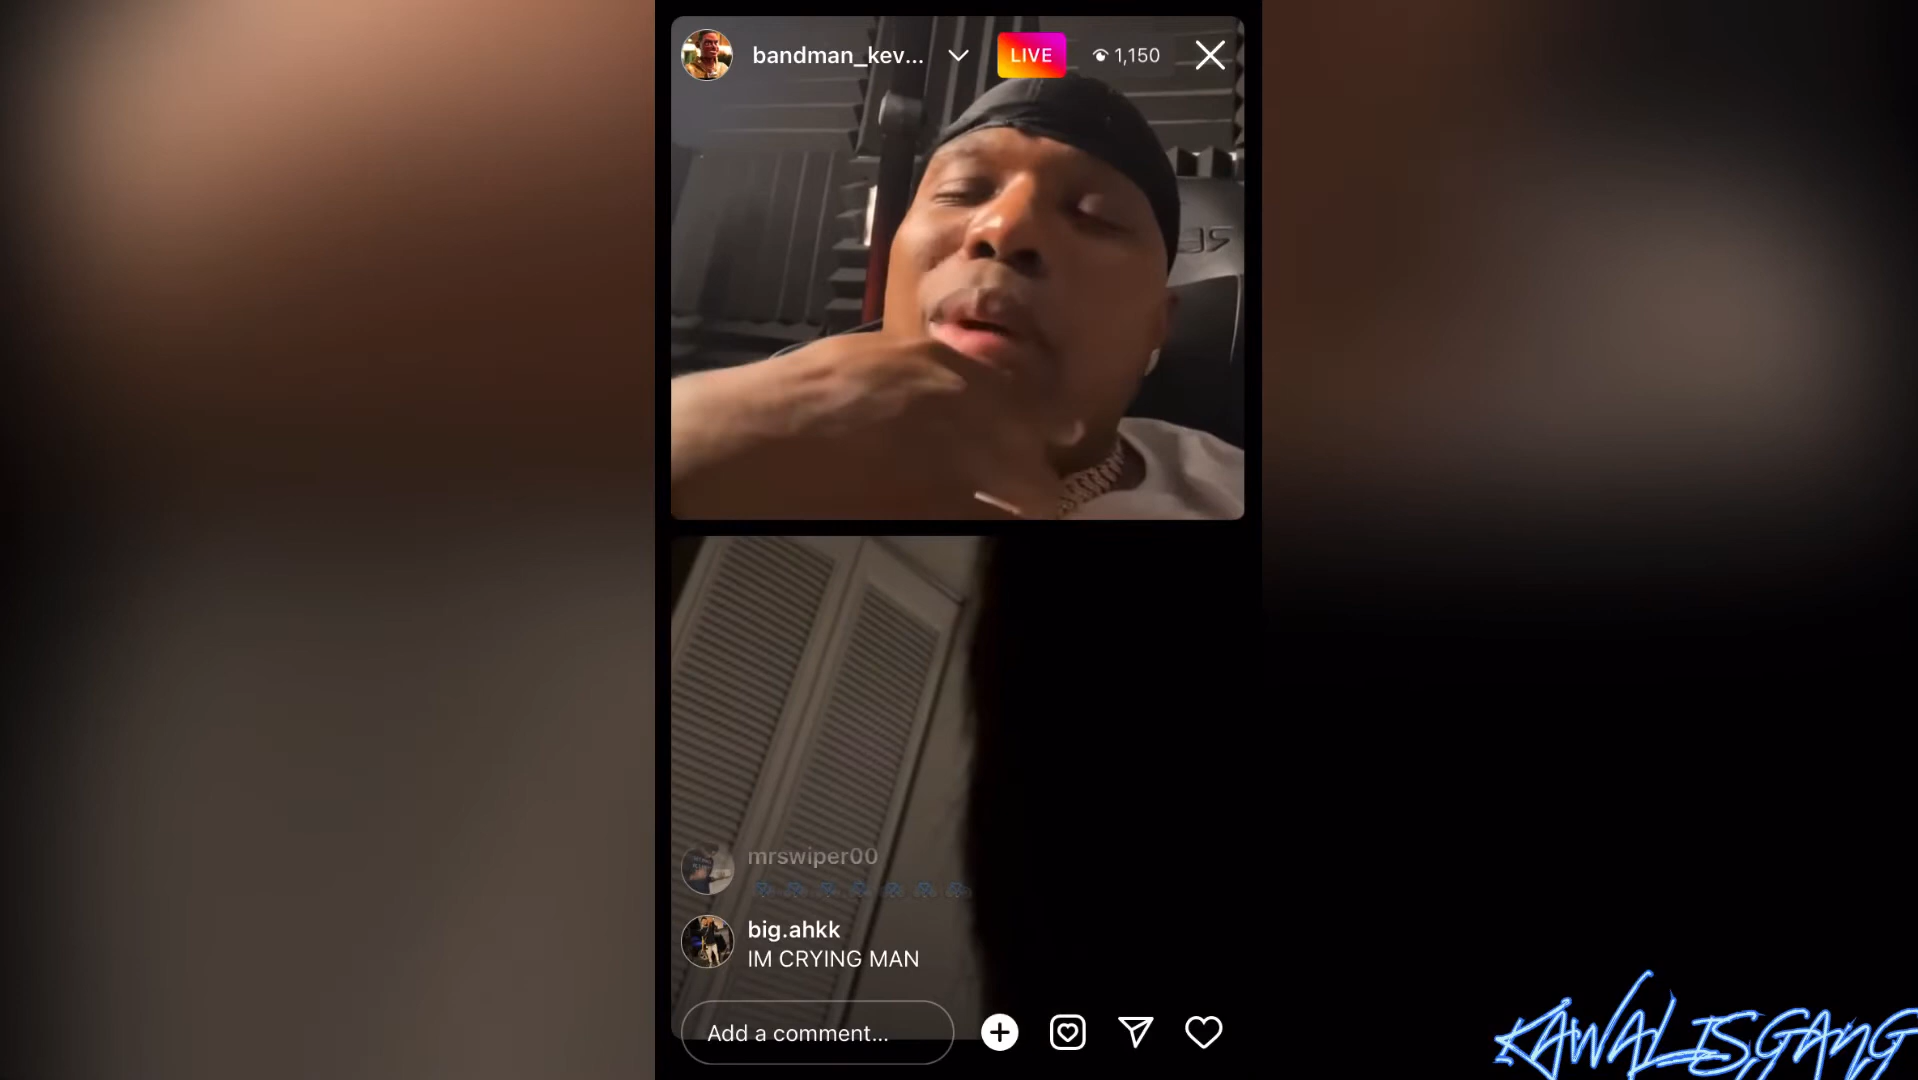 bandman_kev...
LIVE
1,150
mrswiper00
big.ahkk
IM CRYING MAN
Add a comment...
KAWALISGANG